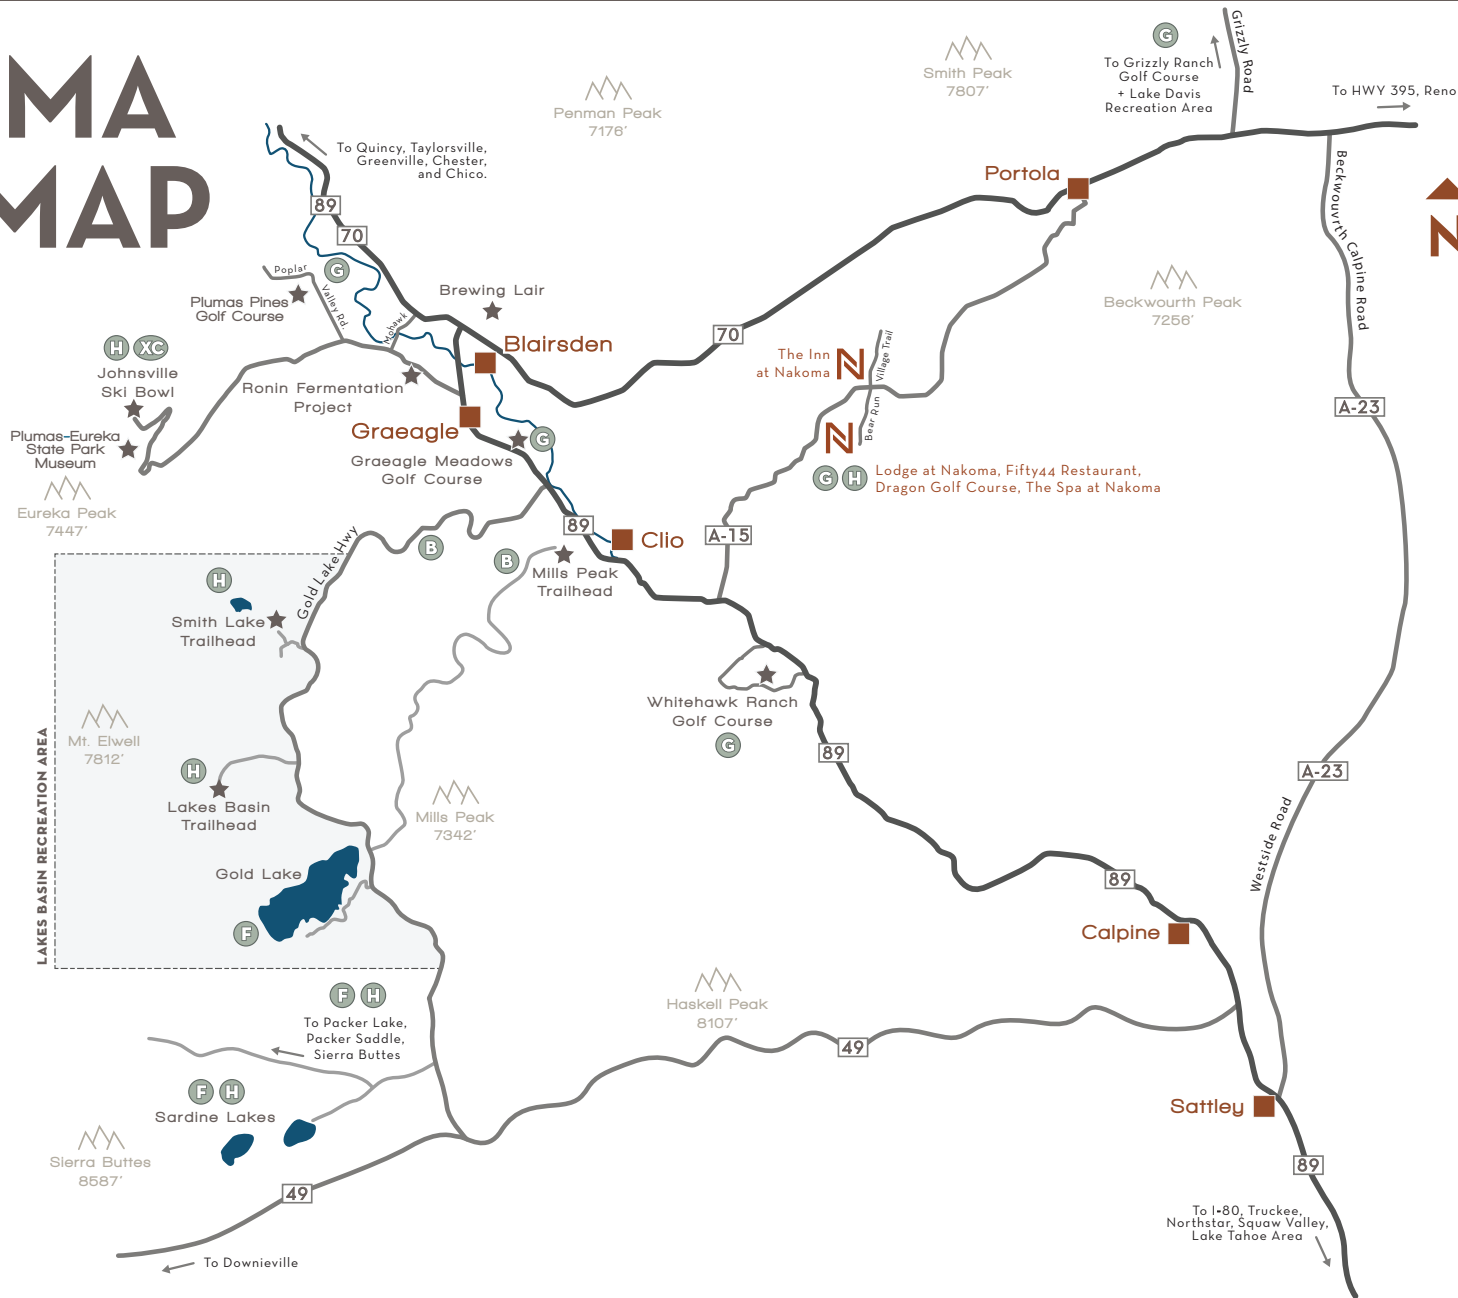 MA
MAP
Smith Peak
7807'
G
To Grizzly Ranch
Golf Course
+ Lake Davis
Recreation Area
Grizzly Road
To HWY 395, Reno
Penman Peak
7176'
To Quincy, Taylorsville,
Greenville, Chester,
and Chico.
89
70
Portola
N
Beckwouvrth Calpine Road
Poplar
Valley Rd.
G
Mohawk
Plumas Pines
Golf Course
Brewing Lair
Blairsden
70
Beckwourth Peak
7256'
H
XC
Johnsville
Ski Bowl
Ronin Fermentation
Project
The Inn
at Nakoma
N
Village Trail
Bear Run
A-23
Plumas-Eureka
State Park
Museum
Graeagle
G
Graeagle Meadows
Golf Course
N
G
H
Lodge at Nakoma, Fifty44 Restaurant,
Dragon Golf Course, The Spa at Nakoma
Eureka Peak
7447'
89
Clio
A-15
B
B
Mills Peak
Trailhead
Gold Lake Hwy
H
Smith Lake
Trailhead
Whitehawk Ranch
Golf Course
G
89
LAKES BASIN RECREATION AREA
Mt. Elwell
7812'
H
Lakes Basin
Trailhead
Mills Peak
7342'
A-23
Westside Road
Gold Lake
F
89
Calpine
Haskell Peak
8107'
F
H
To Packer Lake,
Packer Saddle,
Sierra Buttes
49
F
H
Sardine Lakes
Sattley
Sierra Buttes
8587'
49
89
To I-80, Truckee,
Northstar, Squaw Valley,
Lake Tahoe Area
To Downieville